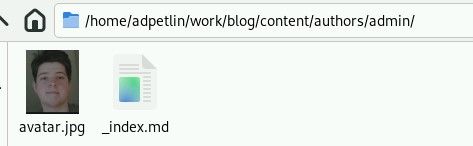 /home/adpetlin/work/blog/content/authors/admin/
avatar.jpg _index.md